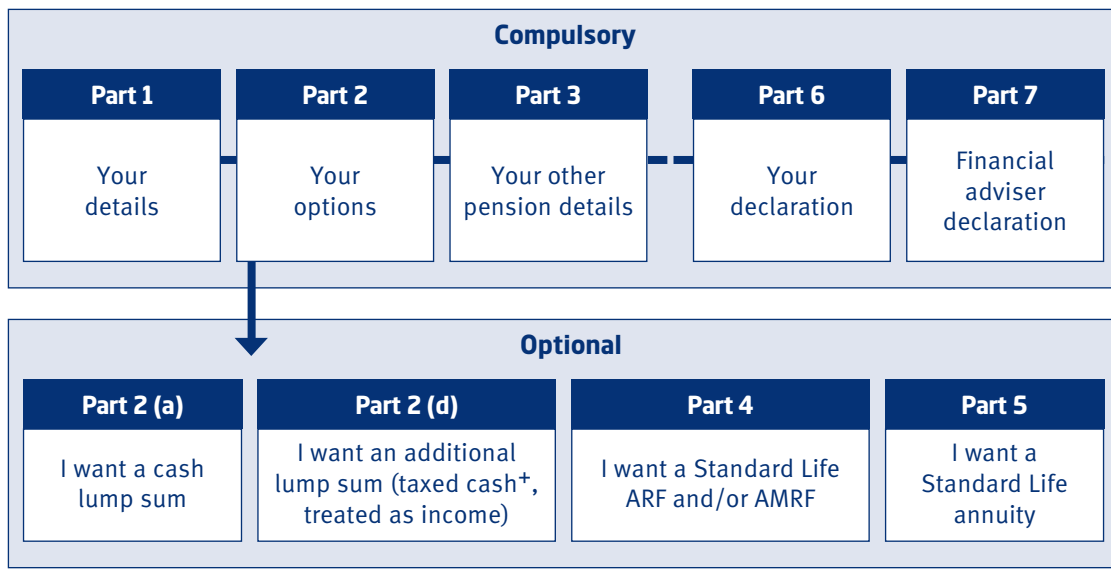 Compulsory
Part 1
Your
details
Part 2
Your
options
Part 3
Your other
pension details
Part 6
Your
declaration
Part 7
Financial
adviser
declaration
Optional
Part 2 (a)
I want a cash
lump sum
Part 2 (d)
I want an additional
lump sum (taxed cash⁺,
treated as income)
Part 4
I want a Standard Life
ARF and/or AMRF
Part 5
I want a
Standard Life
annuity